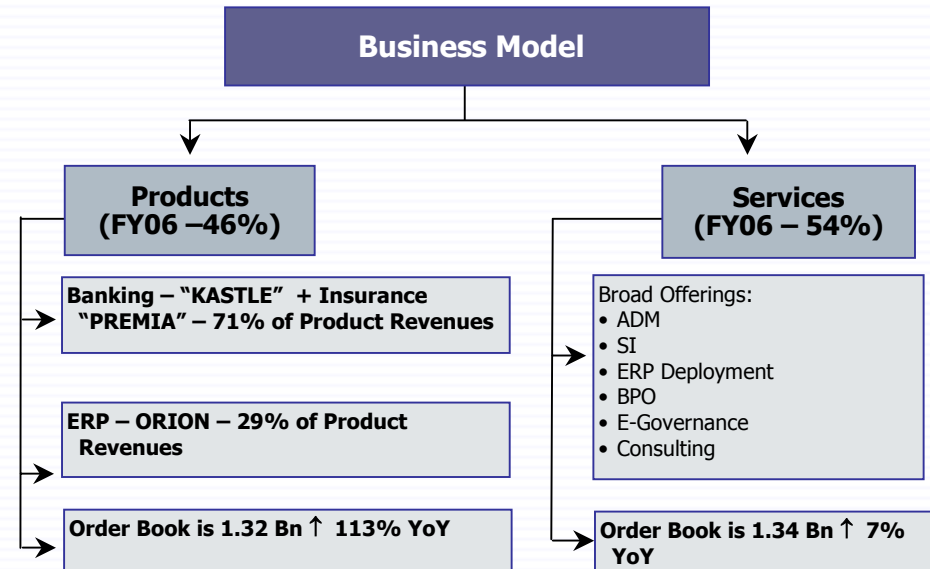 Business Model
Products
(FY06 –46%)
Services
(FY06 – 54%)
Banking – “KASTLE” + Insurance
“PREMIA” – 71% of Product Revenues
ERP – ORION – 29% of Product
Revenues
Order Book is 1.32 Bn ↑ 113% YoY
Broad Offerings:
• ADM
• SI
• ERP Deployment
• BPO
• E-Governance
• Consulting
Order Book is 1.34 Bn ↑ 7%
YoY